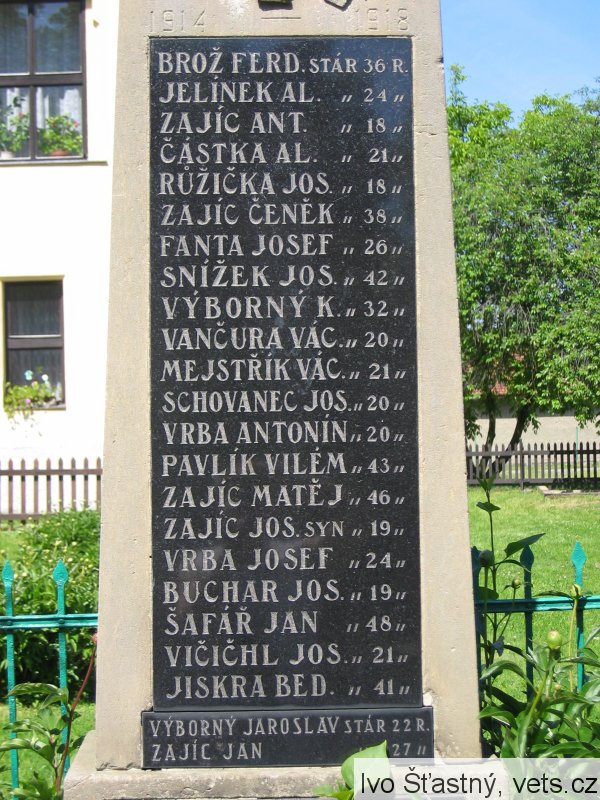 1914 1918
BROŽ FERD. STÁR 36 R.
JELÍNEK AL. „ 24 „
ZAJÍC ANT. „ 18 „
ČÁSTKA AL. „ 21 „
RŮŽIČKA JOS. „ 18 „
ZAJÍC ČENĚK „ 38 „
FANTA JOSEF „ 26 „
SNÍŽEK JOS. „ 42 „
VÝBORNÝ K. „ 32 „
VANČURA VÁC. „ 20 „
MEJSTŘÍK VÁC. „ 21 „
SCHOVANEC JOS. „ 20 „
VRBA ANTONÍN „ 20 „
PAVLÍK VILÉM „ 43 „
ZAJÍC MATĚJ „ 46 „
ZAJÍC JOS. SYN „ 19 „
VRBA JOSEF „ 24 „
BUCHAR JOS. „ 19 „
ŠAFÁŘ JAN „ 48 „
VIČIČHL JOS. „ 21 „
JISKRA BED. „ 41 „
VÝBORNÝ JAROSLAV STÁR 22 R.
ZAJÍC JAN „ 27 „
Ivo Šťastný, vets.cz